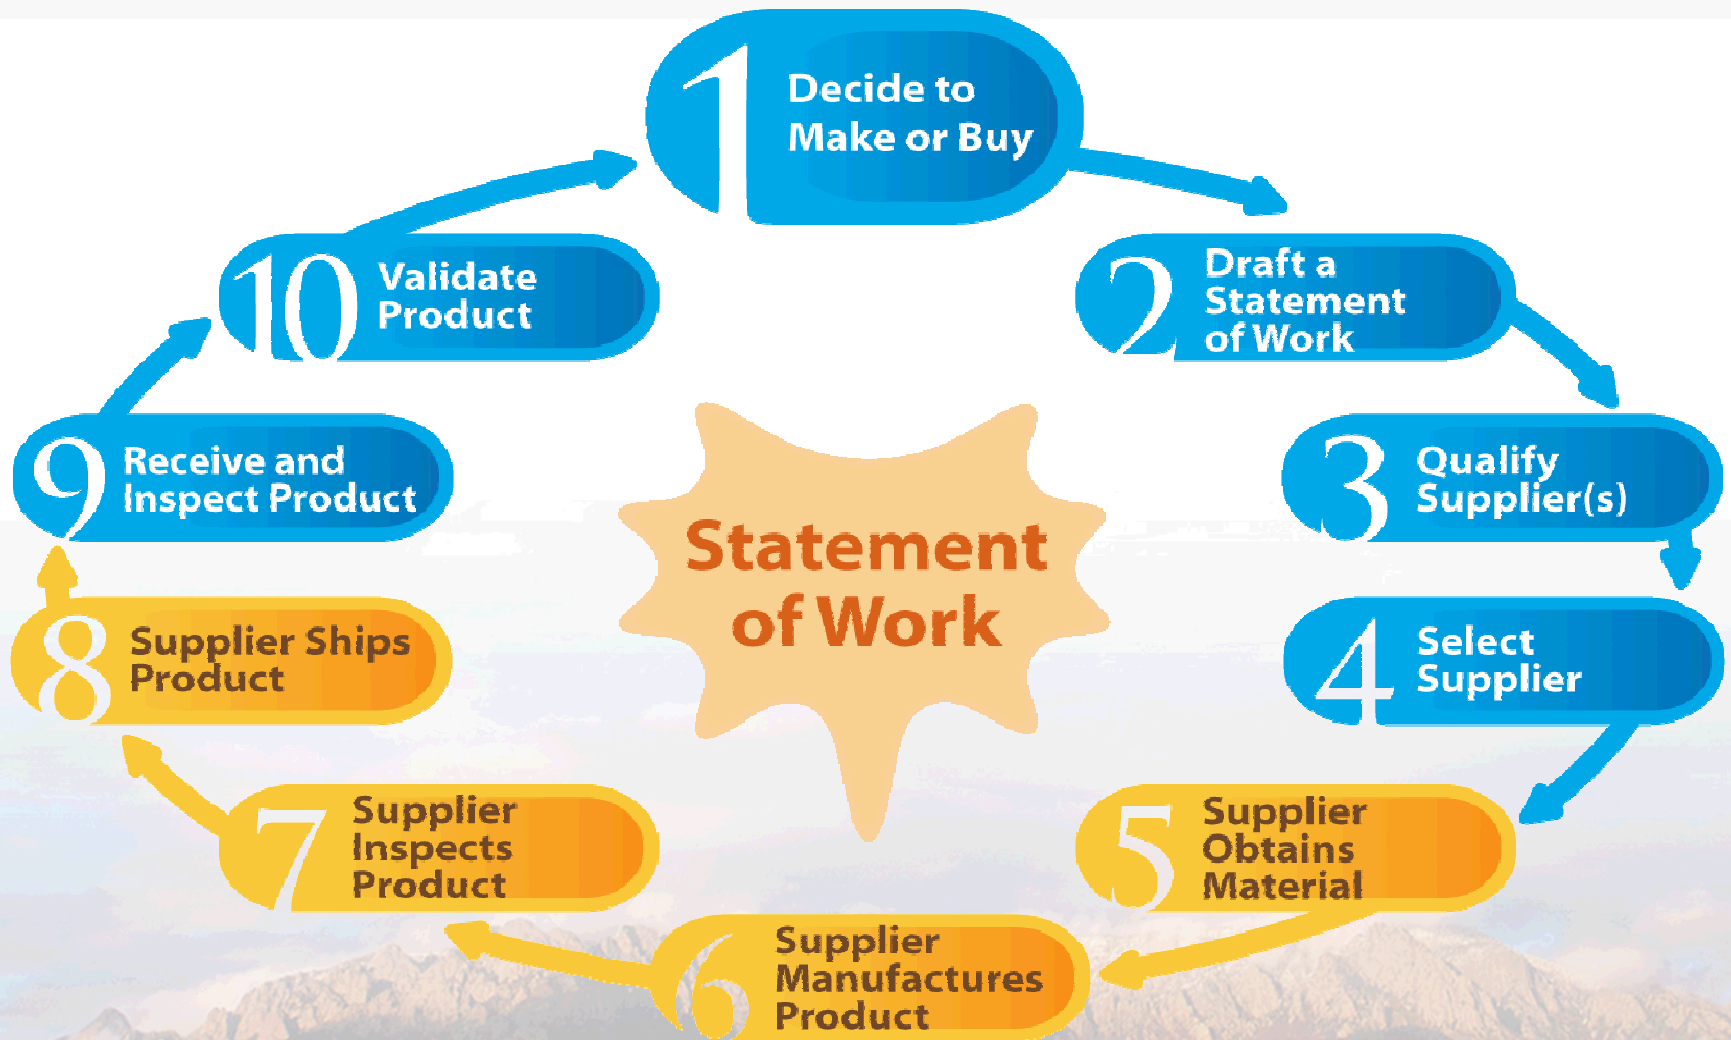 1
Decide to
Make or Buy
2
Draft a
Statement
of Work
3
Qualify
Supplier(s)
4
Select
Supplier
5
Supplier
Obtains
Material
6
Supplier
Manufactures
Product
7
Supplier
Inspects
Product
8
Supplier Ships
Product
9
Receive and
Inspect Product
10
Validate
Product
Statement
of Work